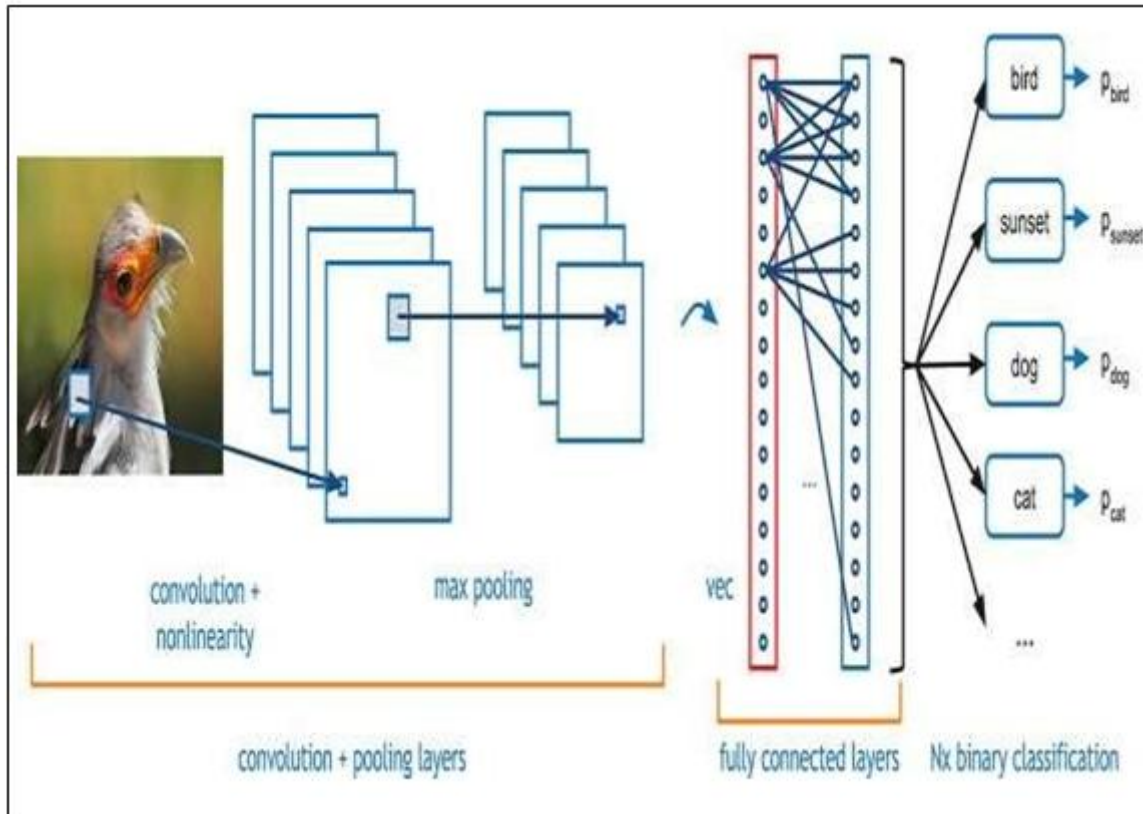 bird
p_bird
sunset
p_sunset
dog
p_dog
cat
p_cat
...
...
convolution +
nonlinearity
max pooling
vec
convolution + pooling layers
fully connected layers
Nx binary classification